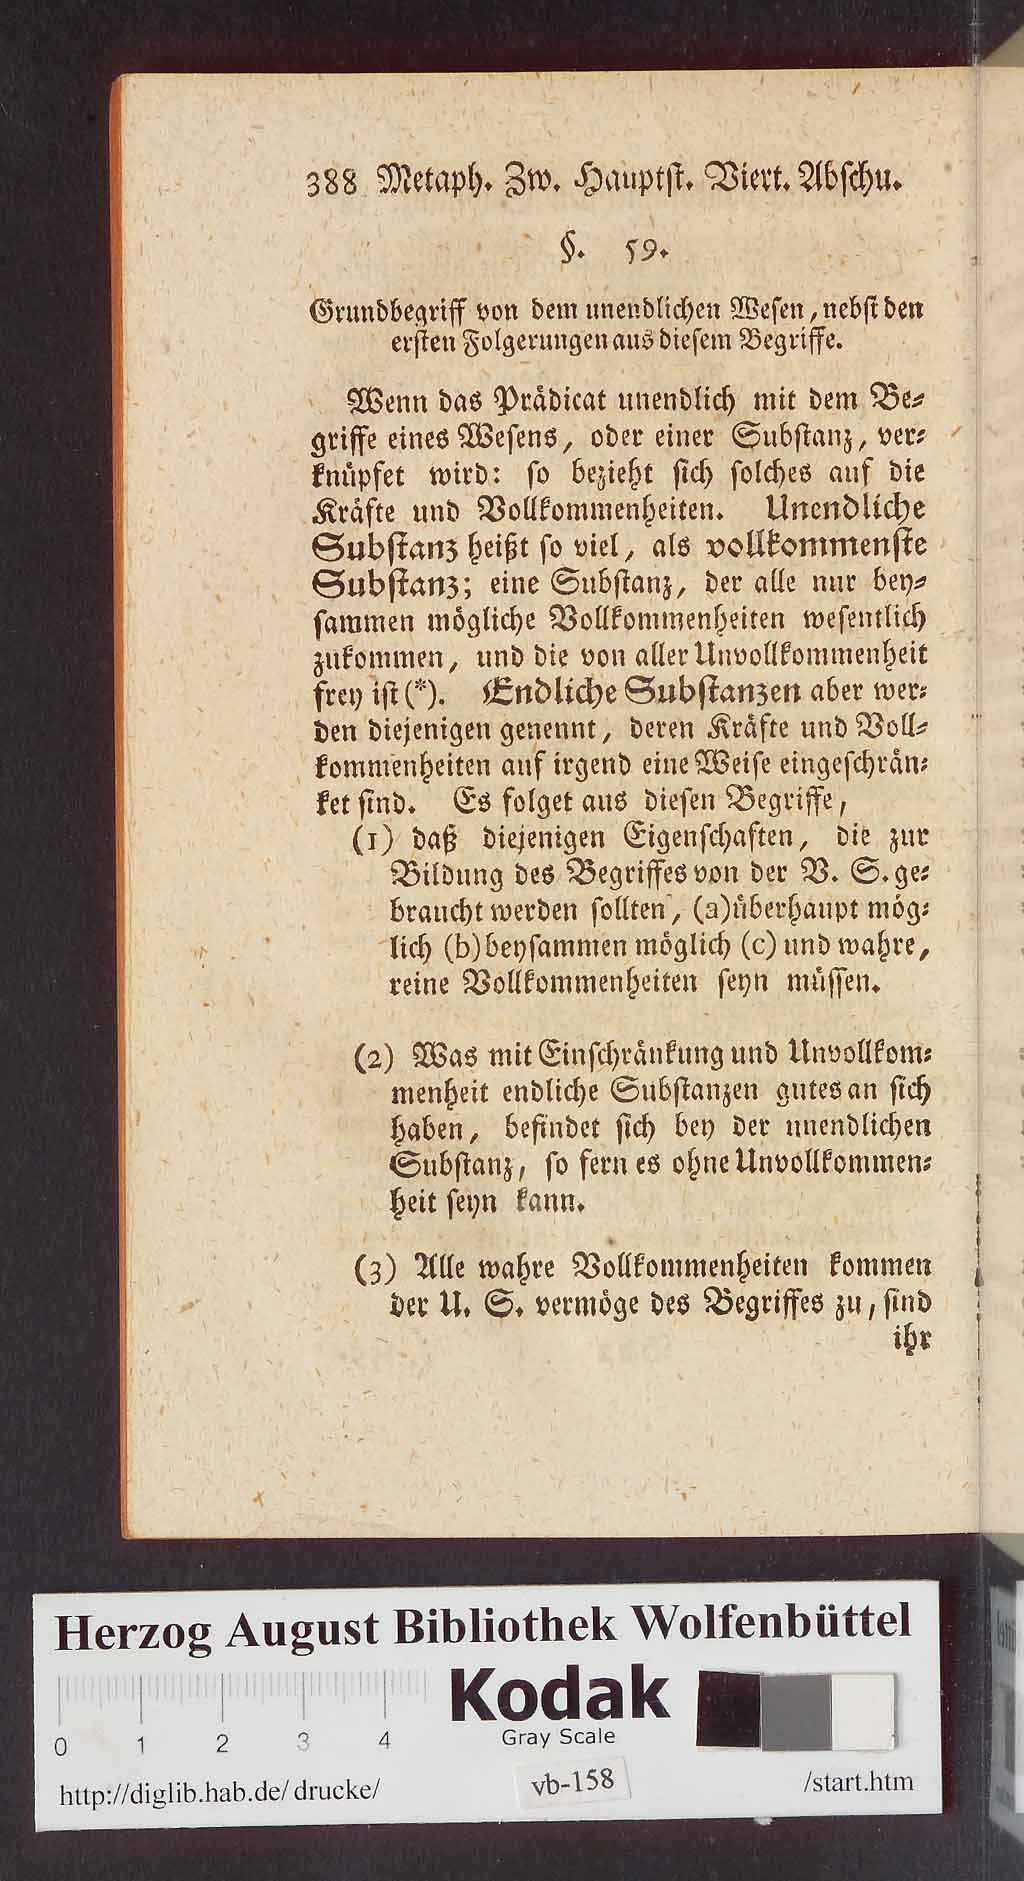 388 Metaph. Zw. Hauptst. Viert. Abschu.
§. 59.
Grundbegriff von dem unendlichen Wesen, nebst den
ersten Folgerungen aus diesem Begriffe.
Wenn das Prädicat unendlich mit dem Be-
griffe eines Wesens, oder einer Substanz, ver-
knüpfet wird: so bezieht sich solches auf die
Kräfte und Vollkommenheiten. Unendliche
Substanz heißt so viel, als vollkommenste
Substanz; eine Substanz, der alle nur bey-
sammen mögliche Vollkommenheiten wesentlich
zukommen, und die von aller Unvollkommenheit
frey ist (*). Endliche Substanzen aber wer-
den diejenigen genennt, deren Kräfte und Voll-
kommenheiten auf irgend eine Weise eingeschrän-
ket sind. Es folget aus diesen Begriffe,
(1) daß diejenigen Eigenschaften, die zur
Bildung des Begriffes von der V. S. ge-
braucht werden sollten, (a) überhaupt mög-
lich (b) beysammen möglich (c) und wahre,
reine Vollkommenheiten seyn müssen.
(2) Was mit Einschränkung und Unvollkom-
menheit endliche Substanzen gutes an sich
haben, befindet sich bey der unendlichen
Substanz, so fern es ohne Unvollkommen-
heit seyn kann.
(3) Alle wahre Vollkommenheiten kommen
der U. S. vermöge des Begriffes zu, sind
ihr
Herzog August Bibliothek Wolfenbüttel
Kodak
Gray Scale
0 1 2 3 4
http://diglib.hab.de/drucke/ vb-158 /start.htm